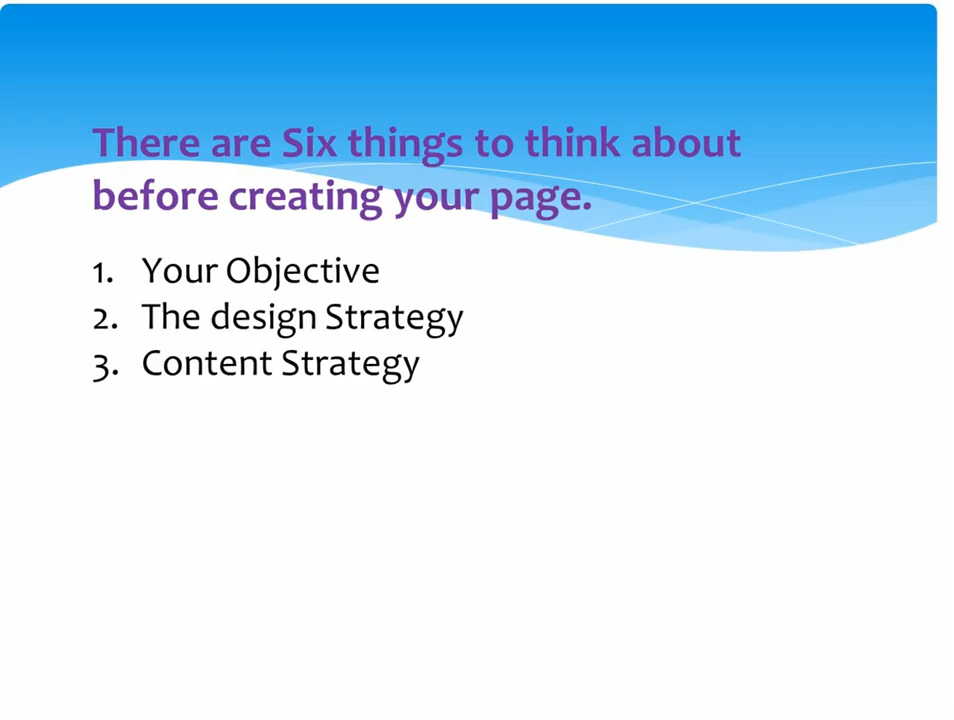 There are Six things to think about
before creating your page.
1. Your Objective
2. The design Strategy
3. Content Strategy